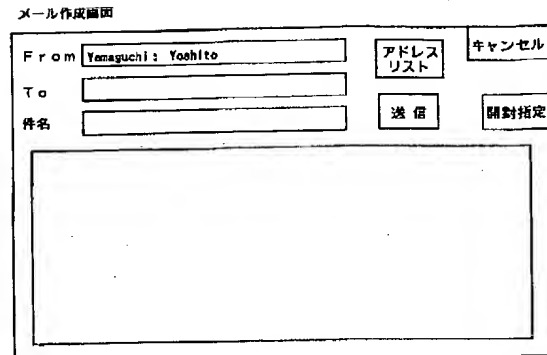 メール作成画図
From Yamaguchi: Yoshito
アドレス
リスト
キャンセル
To
送信
開封指定
件名